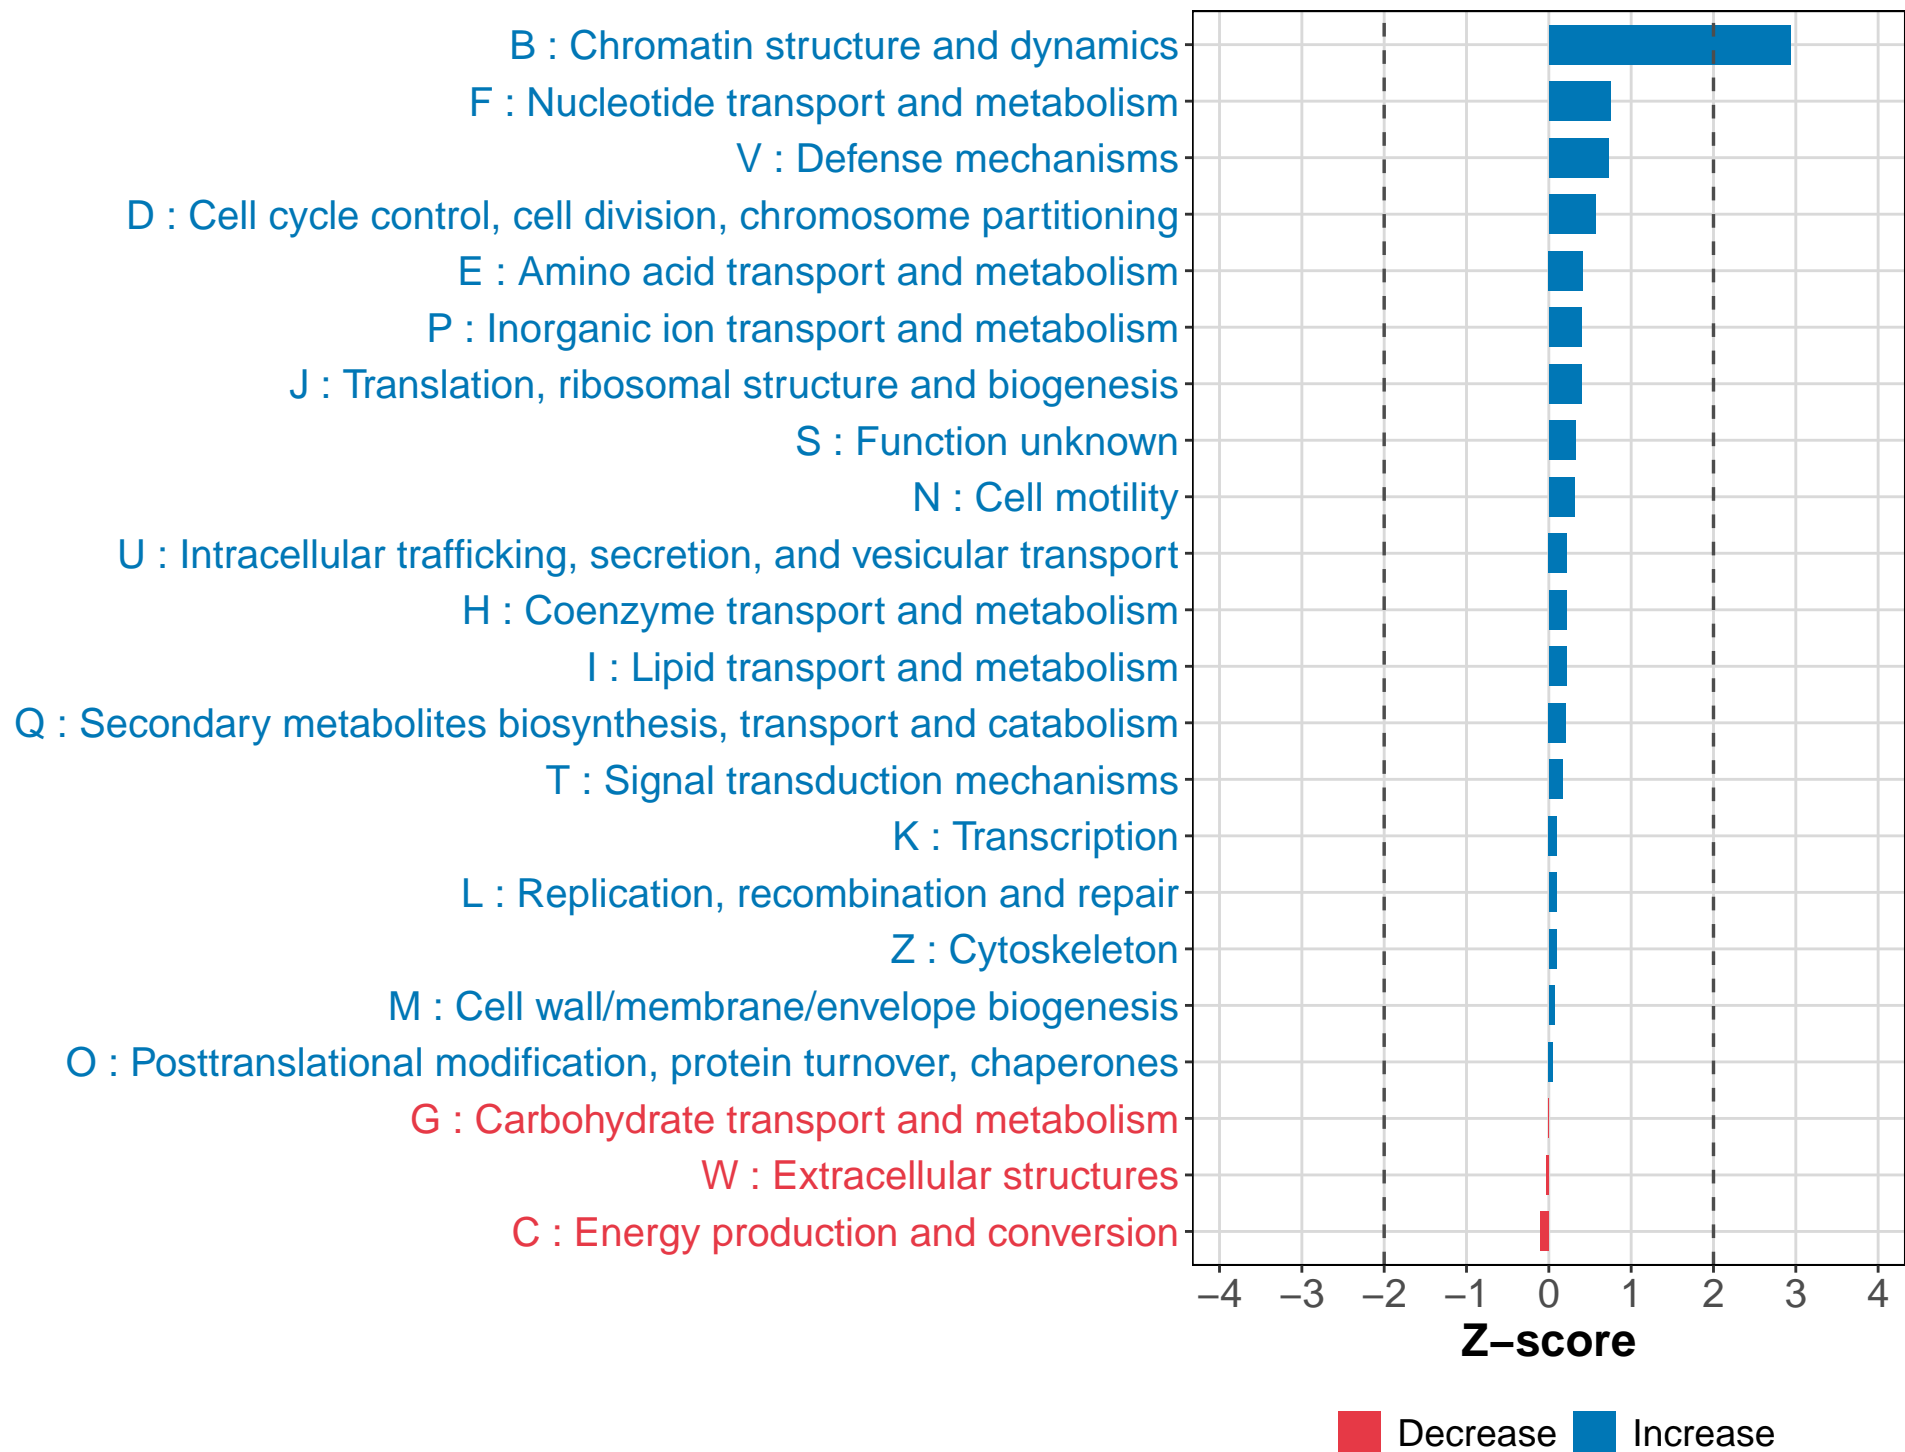 B : Chromatin structure and dynamics
F : Nucleotide transport and metabolism
V : Defense mechanisms
D : Cell cycle control, cell division, chromosome partitioning
E : Amino acid transport and metabolism
P : Inorganic ion transport and metabolism
J : Translation, ribosomal structure and biogenesis
S : Function unknown
N : Cell motility
U : Intracellular trafficking, secretion, and vesicular transport
H : Coenzyme transport and metabolism
I : Lipid transport and metabolism
Q : Secondary metabolites biosynthesis, transport and catabolism
T : Signal transduction mechanisms
K : Transcription
L : Replication, recombination and repair
Z : Cytoskeleton
M : Cell wall/membrane/envelope biogenesis
O : Posttranslational modification, protein turnover, chaperones
G : Carbohydrate transport and metabolism
W : Extracellular structures
C : Energy production and conversion
−4 −3 −2 −1 0 1 2 3 4
Z−score
Decrease Increase